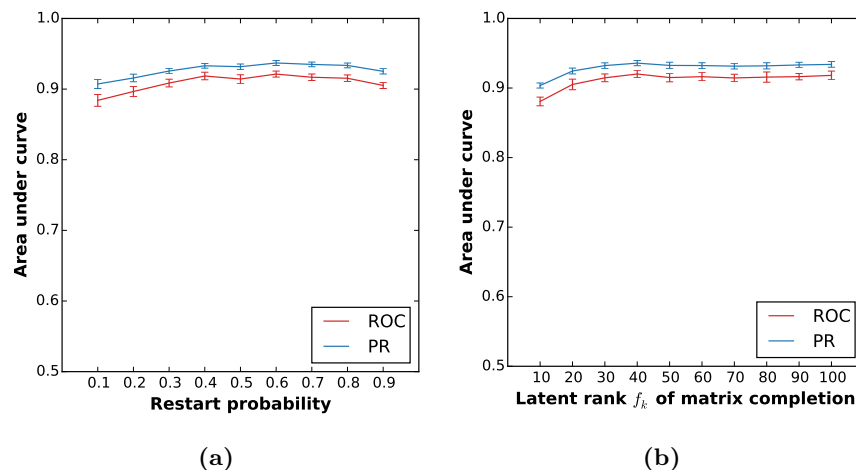 1.0
0.9
0.8
0.7
0.6
0.5
Area under curve
ROC
PR
0.1 0.2 0.3 0.4 0.5 0.6 0.7 0.8 0.9
Restart probability
(a)
1.0
0.9
0.8
0.7
0.6
0.5
Area under curve
ROC
PR
10 20 30 40 50 60 70 80 90 100
Latent rank f_k of matrix completion
(b)